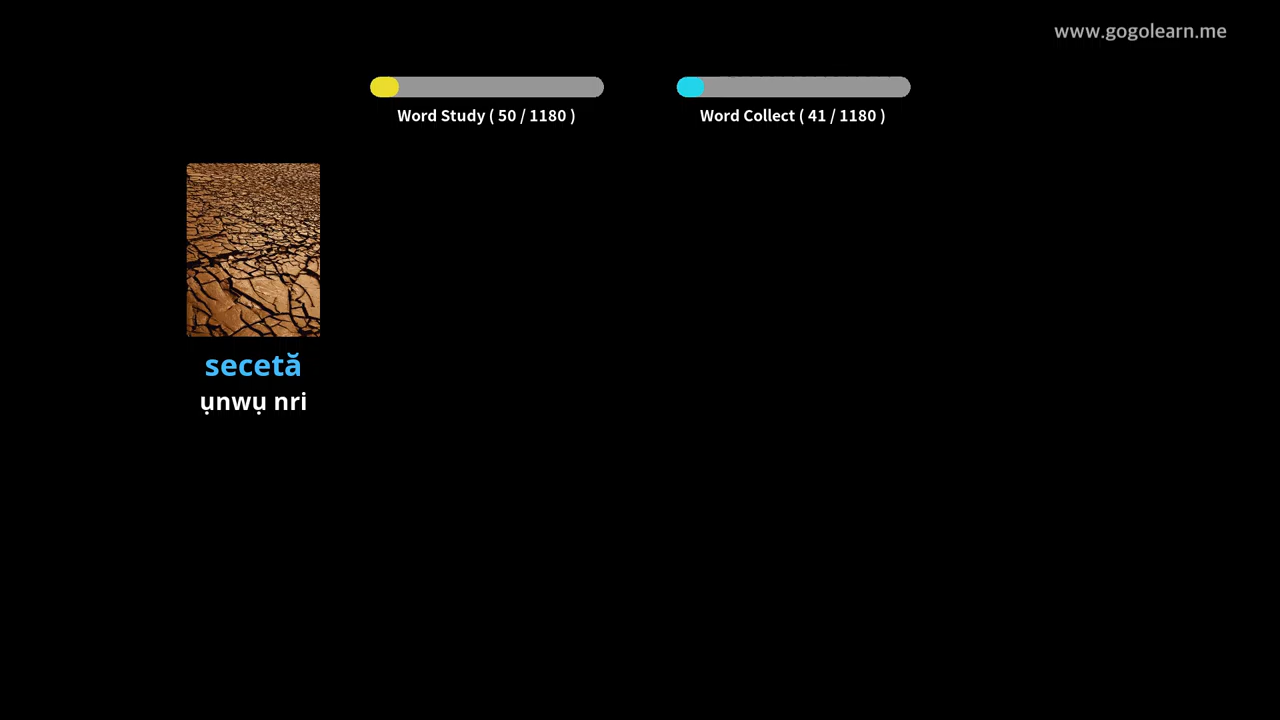 www.gogolearn.me
Word Study ( 50 / 1180 )
Word Collect ( 41 / 1180 )
secetă
ụnwụ nri